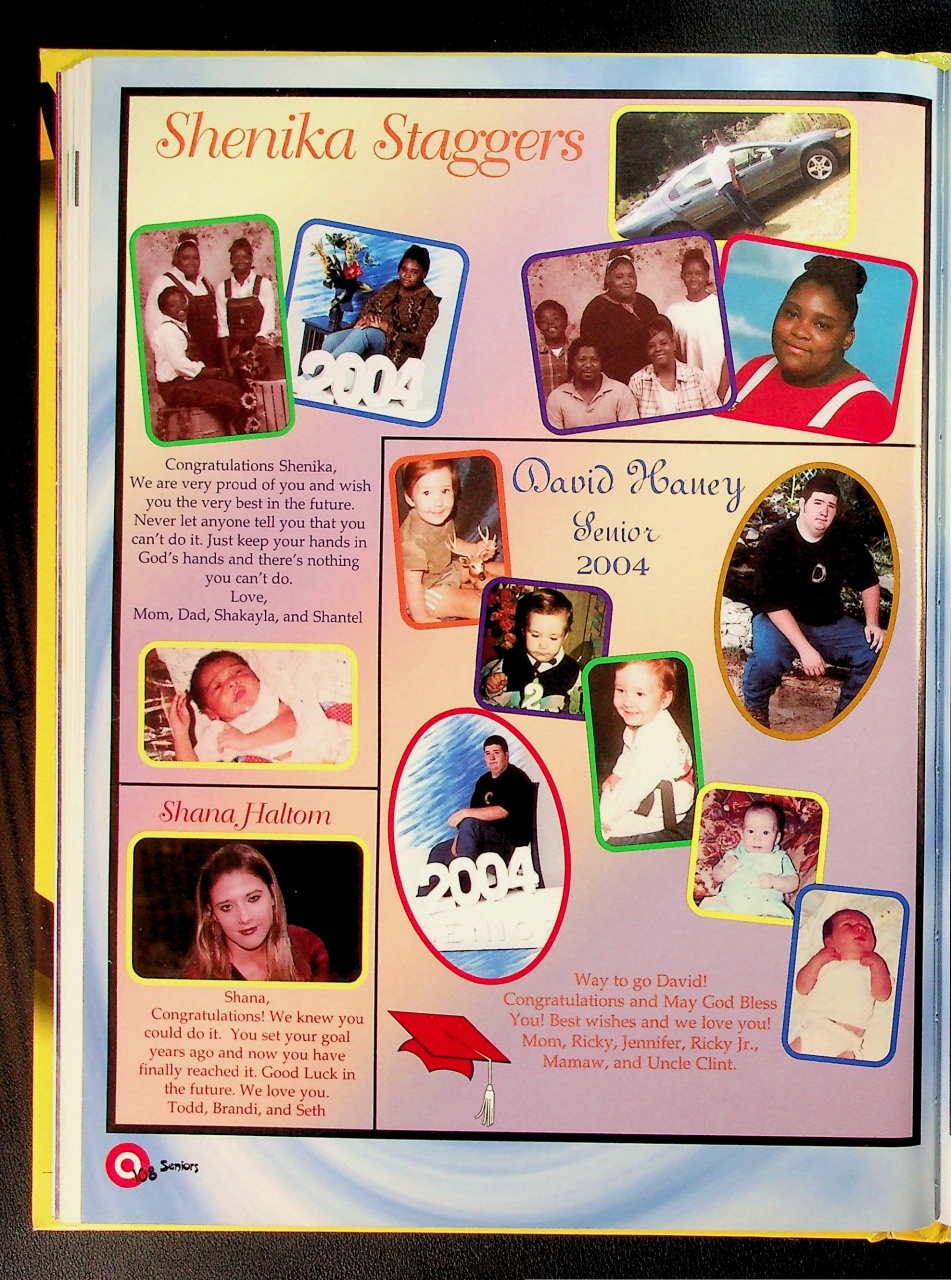 Shenika Staggers
2004
Congratulations Shenika,
We are very proud of you and wish
you the very best in the future.
Never let anyone tell you that you
can't do it. Just keep your hands in
God's hands and there's nothing
you can't do.
Love,
Mom, Dad, Shakayla, and Shantel
Shana Haltom
Shana,
Congratulations! We knew you
could do it. You set your goal
years ago and now you have
finally reached it. Good Luck in
the future. We love you.
Todd, Brandi, and Seth
David Haney
Senior
2004
2
2004
SENIO
Way to go David!
Congratulations and May God Bless
You! Best wishes and we love you!
Mom, Ricky, Jennifer, Ricky Jr.,
Mamaw, and Uncle Clint.
108 Seniors